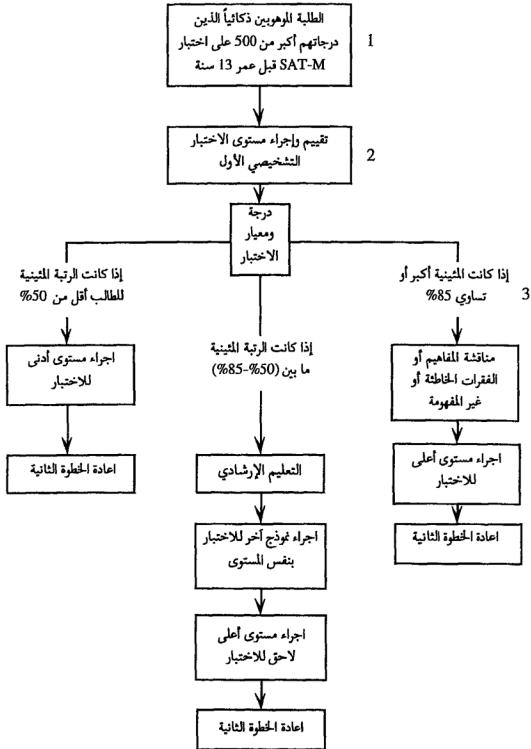 الطلبة الموهوبين ذكائياً الذين
درجاتهم أكبر من 500 على اختبار
SAT-M قبل عمر 13 سنة
1
تقييم وإجراء مستوى الاختبار
التشخيصي الأول
2
درجة
ومعيار
الاختبار
إذا كانت المئينية أكبر أو
تساوي 85%
3
مناقشة المفاهيم أو
الفقرات الخاطئة أو
غير المفهومة
اجراء مستوى أعلى
للاختبار
اعادة الخطوة الثانية
إذا كانت الرتبة المئينية
ما بين (50%-85%)
التعليم الإرشادي
اجراء نموذج آخر للاختبار
بنفس المستوى
اجراء مستوى أعلى
لاحق للاختبار
اعادة الخطوة الثانية
إذا كانت الرتبة المئينية
للطالب أقل من 50%
اجراء مستوى أدنى
للاختبار
اعادة الخطوة الثانية